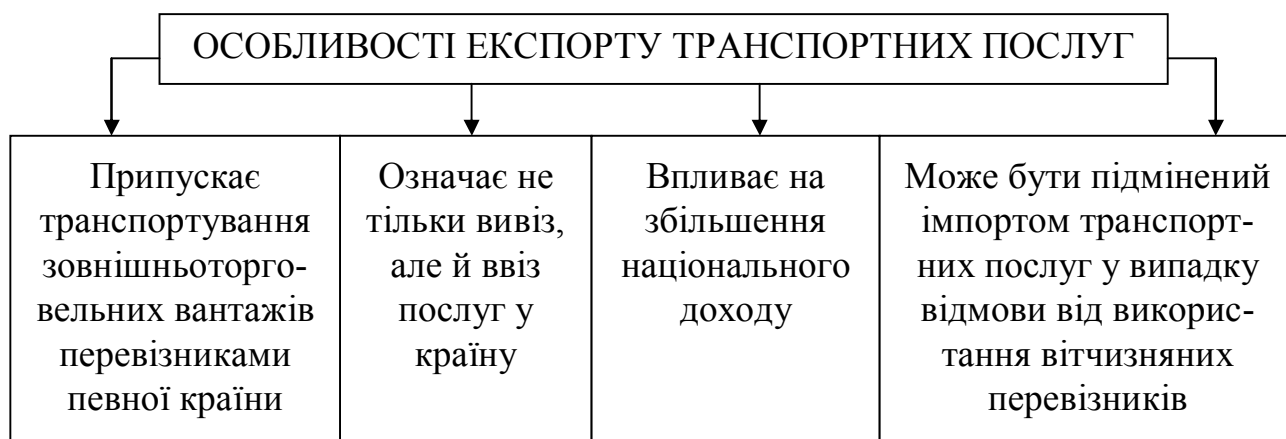 ОСОБЛИВОСТІ ЕКСПОРТУ ТРАНСПОРТНИХ ПОСЛУГ
Припускає
транспортування
зовнішньоторго-
вельних вантажів
перевізниками
певної країни
Означає не
тільки вивіз,
але й ввіз
послуг у
країну
Впливає на
збільшення
національного
доходу
Може бути підмінений
імпортом транспорт-
них послуг у випадку
відмови від викорис-
тання вітчизняних
перевізників